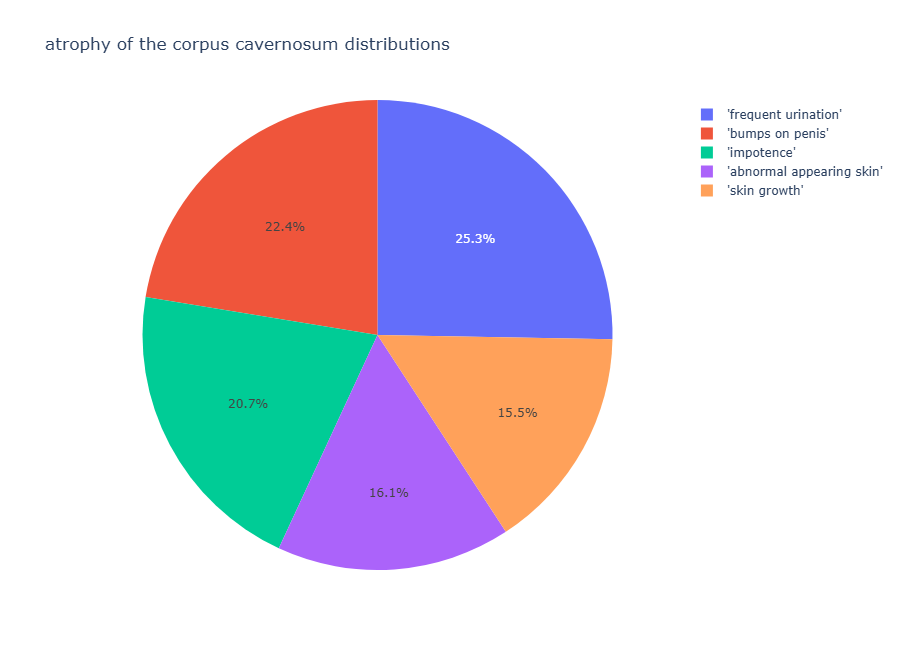 atrophy of the corpus cavernosum distributions
'frequent urination'
'bumps on penis'
'impotence'
'abnormal appearing skin'
'skin growth'
22.4%
25.3%
20.7%
15.5%
16.1%